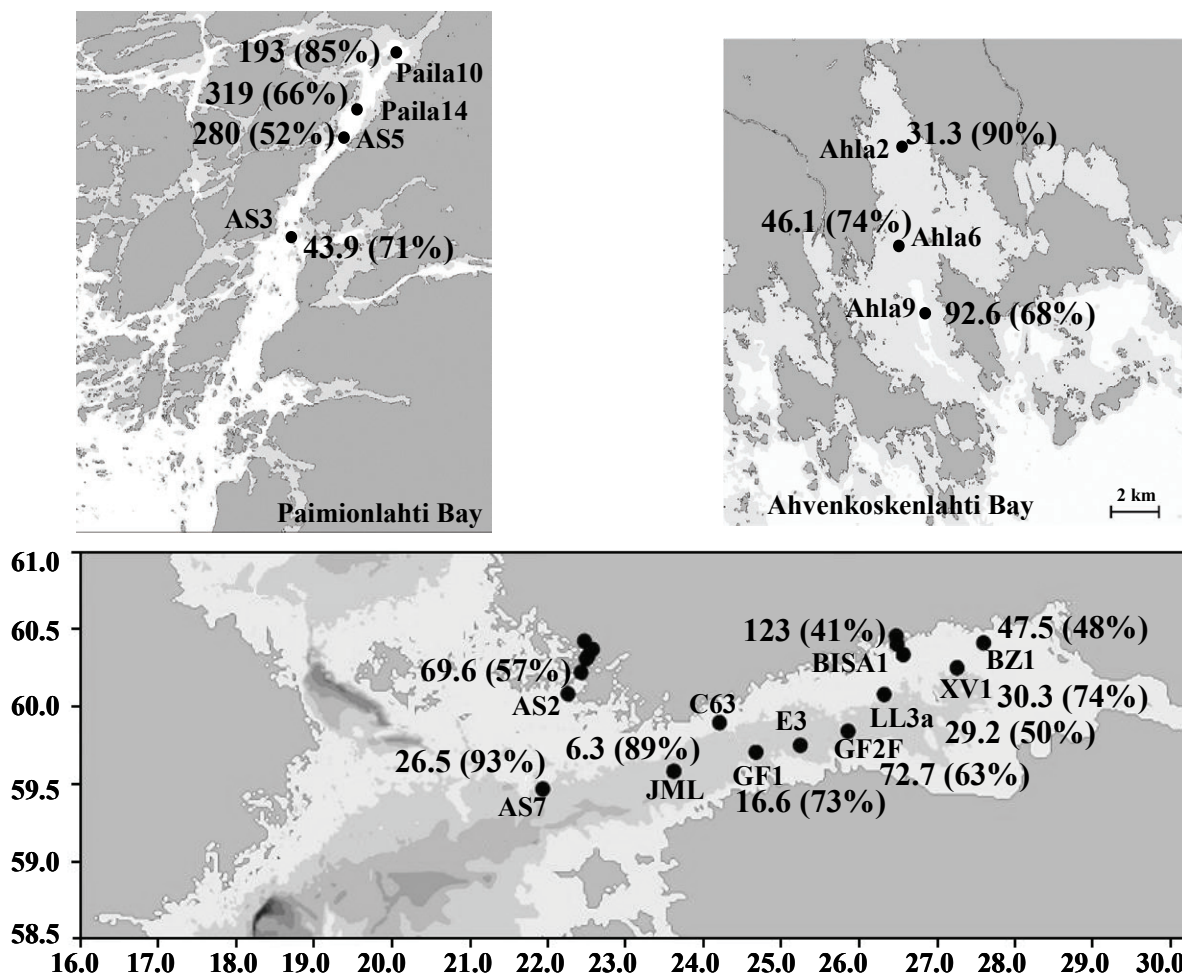 193 (85%)
Paila10
319 (66%)
Paila14
280 (52%)
AS5
AS3
43.9 (71%)
Paimionlahti Bay
31.3 (90%)
Ahla2
46.1 (74%)
Ahla6
Ahla9
92.6 (68%)
2 km
Ahvenkoskenlahti Bay
61.0
60.5
60.0
59.5
59.0
58.5
123 (41%)
47.5 (48%)
BISA1
BZ1
69.6 (57%)
XV1
AS2
C63
30.3 (74%)
LL3a
E3
29.2 (50%)
6.3 (89%)
GF2F
26.5 (93%)
72.7 (63%)
JML
GF1
AS7
16.6 (73%)
16.0 17.0 18.0 19.0 20.0 22.0 23.0 24.0 25.0 26.0 27.0 28.0 29.0 30.0